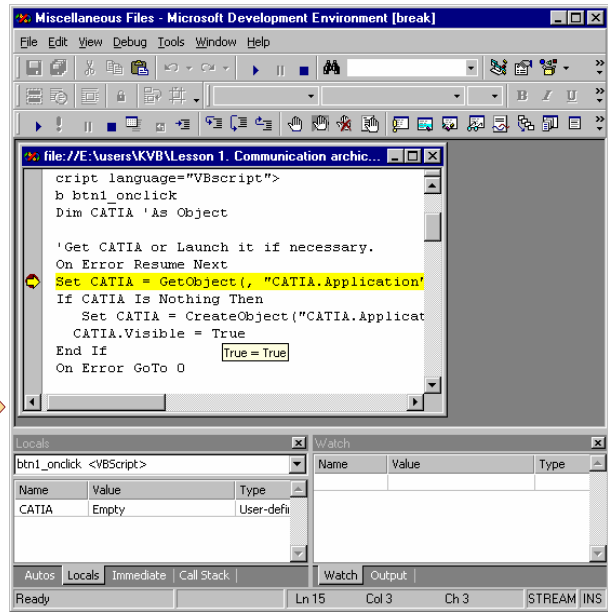 Miscellaneous Files - Microsoft Development Environment [break]
File Edit View Debug Tools Window Help
B I U
file://E:\users\KVB\Lesson 1. Communication archic...
cript language="VBscript">
b btn1_onclick
Dim CATIA 'As Object
'Get CATIA or Launch it if necessary.
On Error Resume Next
Set CATIA = GetObject(, "CATIA.Application"
If CATIA Is Nothing Then
Set CATIA = CreateObject("CATIA.Applicat
CATIA.Visible = True
End If
True = True
On Error GoTo 0
Locals
btn1_onclick <VBScript>
Name Value Type
CATIA Empty User-defi
Autos Locals Immediate Call Stack
Watch
Name Value Type
Watch Output
Ready Ln 15 Col 3 Ch 3 STREAM INS